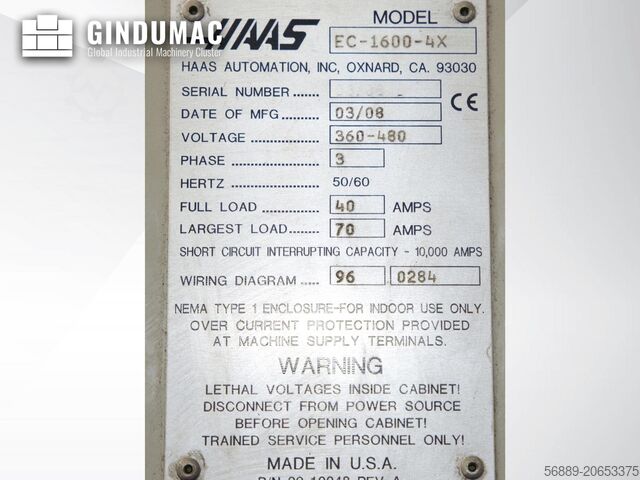 GINDUMAC
Global Industrial Machinery Cluster
HAAS
MODEL
EC-1600-4X
HAAS AUTOMATION, INC, OXNARD, CA. 93030
SERIAL NUMBER .......
CE
DATE OF MFG ........... 03/08
VOLTAGE .................. 360-480
PHASE ...................... 3
HERTZ ...................... 50/60
FULL LOAD .............. 40 AMPS
LARGEST LOAD........ 70 AMPS
SHORT CIRCUIT INTERRUPTING CAPACITY - 10,000 AMPS
WIRING DIAGRAM ..... 96 0284
NEMA TYPE 1 ENCLOSURE-FOR INDOOR USE ONLY.
OVER CURRENT PROTECTION PROVIDED
AT MACHINE SUPPLY TERMINALS.
WARNING
LETHAL VOLTAGES INSIDE CABINET!
DISCONNECT FROM POWER SOURCE
BEFORE OPENING CABINET!
TRAINED SERVICE PERSONNEL ONLY!
MADE IN U.S.A.
56889-20653375